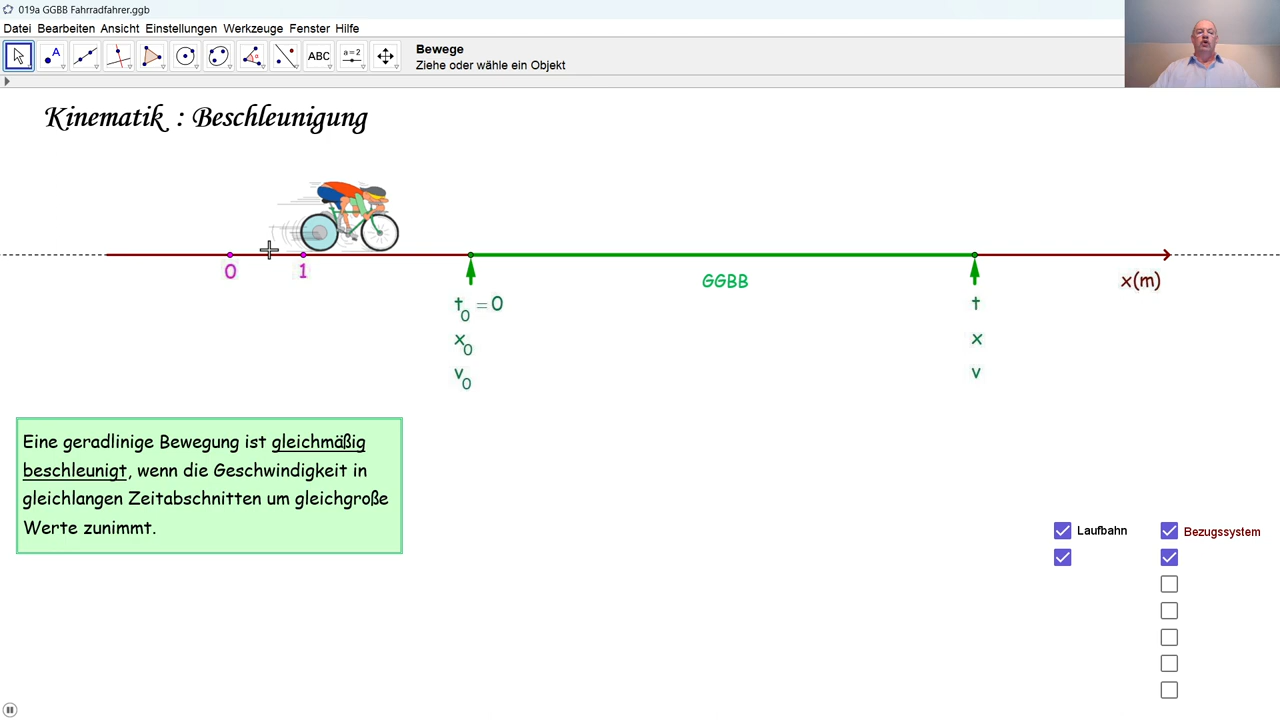 019a GGBB Fahrradfahrer.ggb
Datei Bearbeiten Ansicht Einstellungen Werkzeuge Fenster Hilfe
A
ABC
a=2
Bewege
Ziehe oder wähle ein Objekt
Kinematik : Beschleunigung
0
1
GGBB
x(m)
t0 = 0
t
x0
x
v0
v
Eine geradlinige Bewegung ist gleichmäßig
beschleunigt, wenn die Geschwindigkeit in
gleichlangen Zeitabschnitten um gleichgroße
Werte zunimmt.
Laufbahn
Bezugssystem